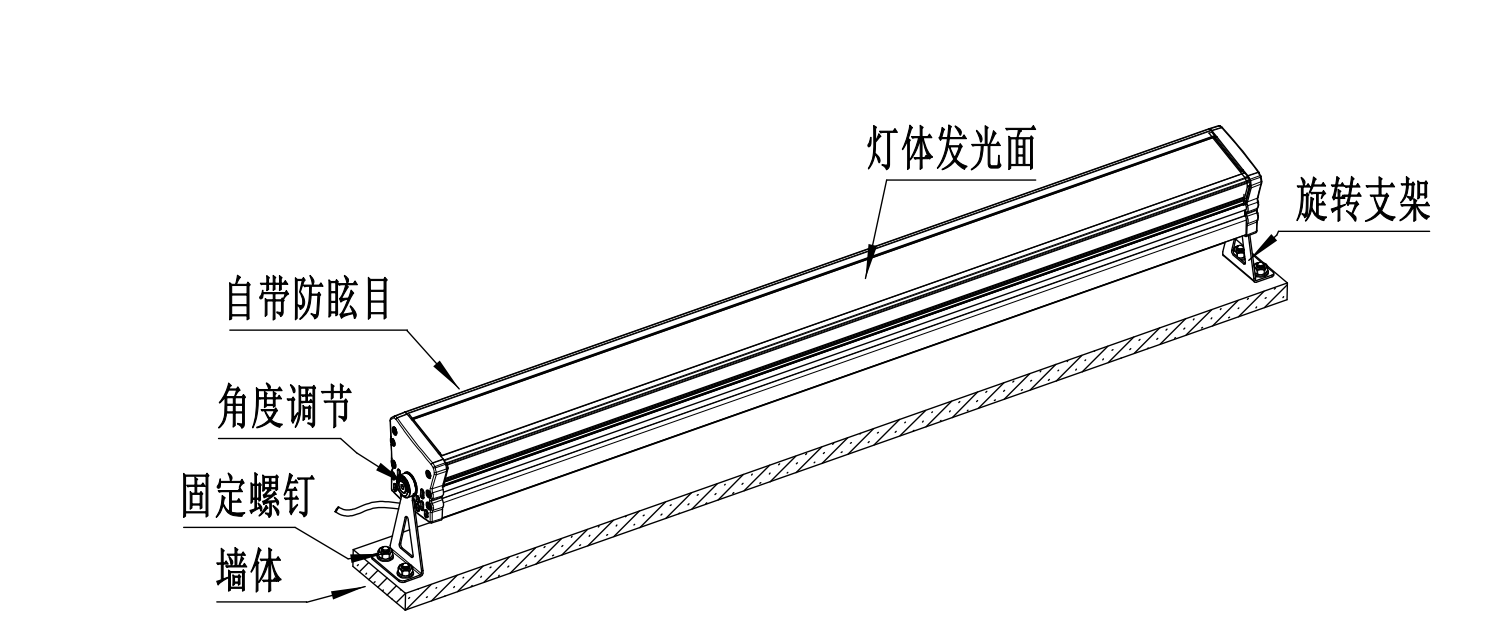 灯体发光面
旋转支架
自带防眩目
角度调节
固定螺钉
墙体